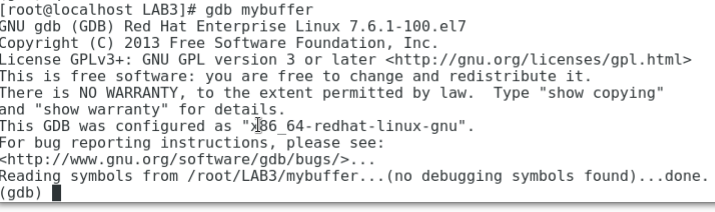 [root@localhost LAB3]# gdb mybuffer
GNU gdb (GDB) Red Hat Enterprise Linux 7.6.1-100.el7
Copyright (C) 2013 Free Software Foundation, Inc.
License GPLv3+: GNU GPL version 3 or later <http://gnu.org/licenses/gpl.html>
This is free software: you are free to change and redistribute it.
There is NO WARRANTY, to the extent permitted by law.  Type "show copying"
and "show warranty" for details.
This GDB was configured as "x86_64-redhat-linux-gnu".
For bug reporting instructions, please see:
<http://www.gnu.org/software/gdb/bugs/>...
Reading symbols from /root/LAB3/mybuffer...(no debugging symbols found)...done.
(gdb)